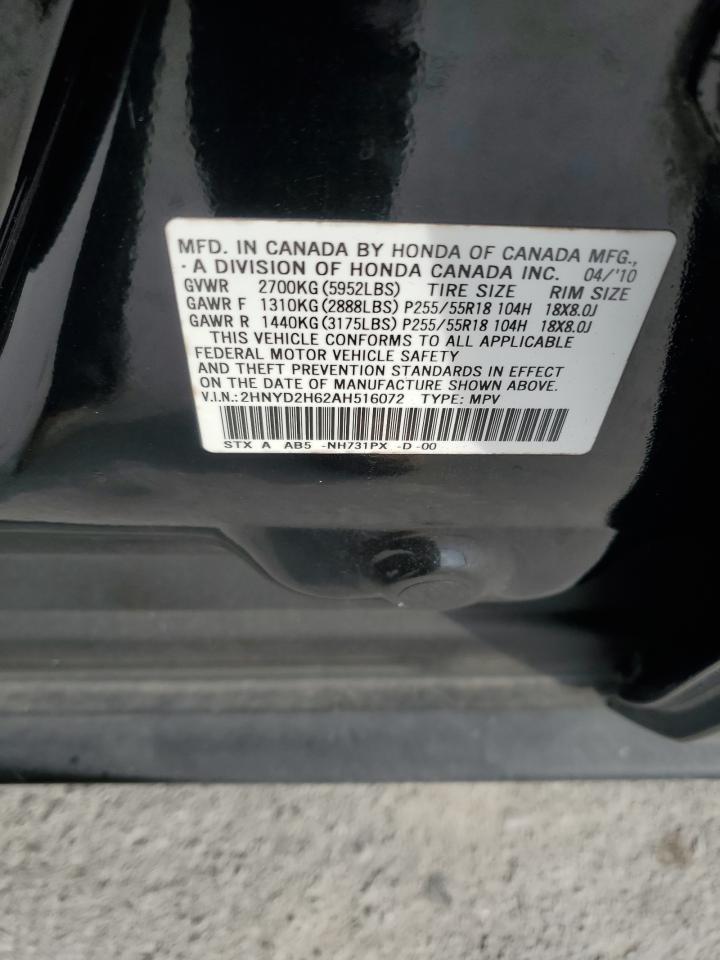 MFD. IN CANADA BY HONDA OF CANADA MFG.,
A DIVISION OF HONDA CANADA INC. 04/'10
GVWR 2700KG(5952LBS) TIRE SIZE RIM SIZE
GAWR F 1310KG(2888LBS) P255/55R18 104H 18X8.0J
GAWR R 1440KG(3175LBS) P255/55R18 104H 18X8.0J
THIS VEHICLE CONFORMS TO ALL APPLICABLE
FEDERAL MOTOR VEHICLE SAFETY
AND THEFT PREVENTION STANDARDS IN EFFECT
ON THE DATE OF MANUFACTURE SHOWN ABOVE.
V.I.N.: 2HNYD2H62AH516072 TYPE: MPV
STX A AB5 -NH731PX -D -00